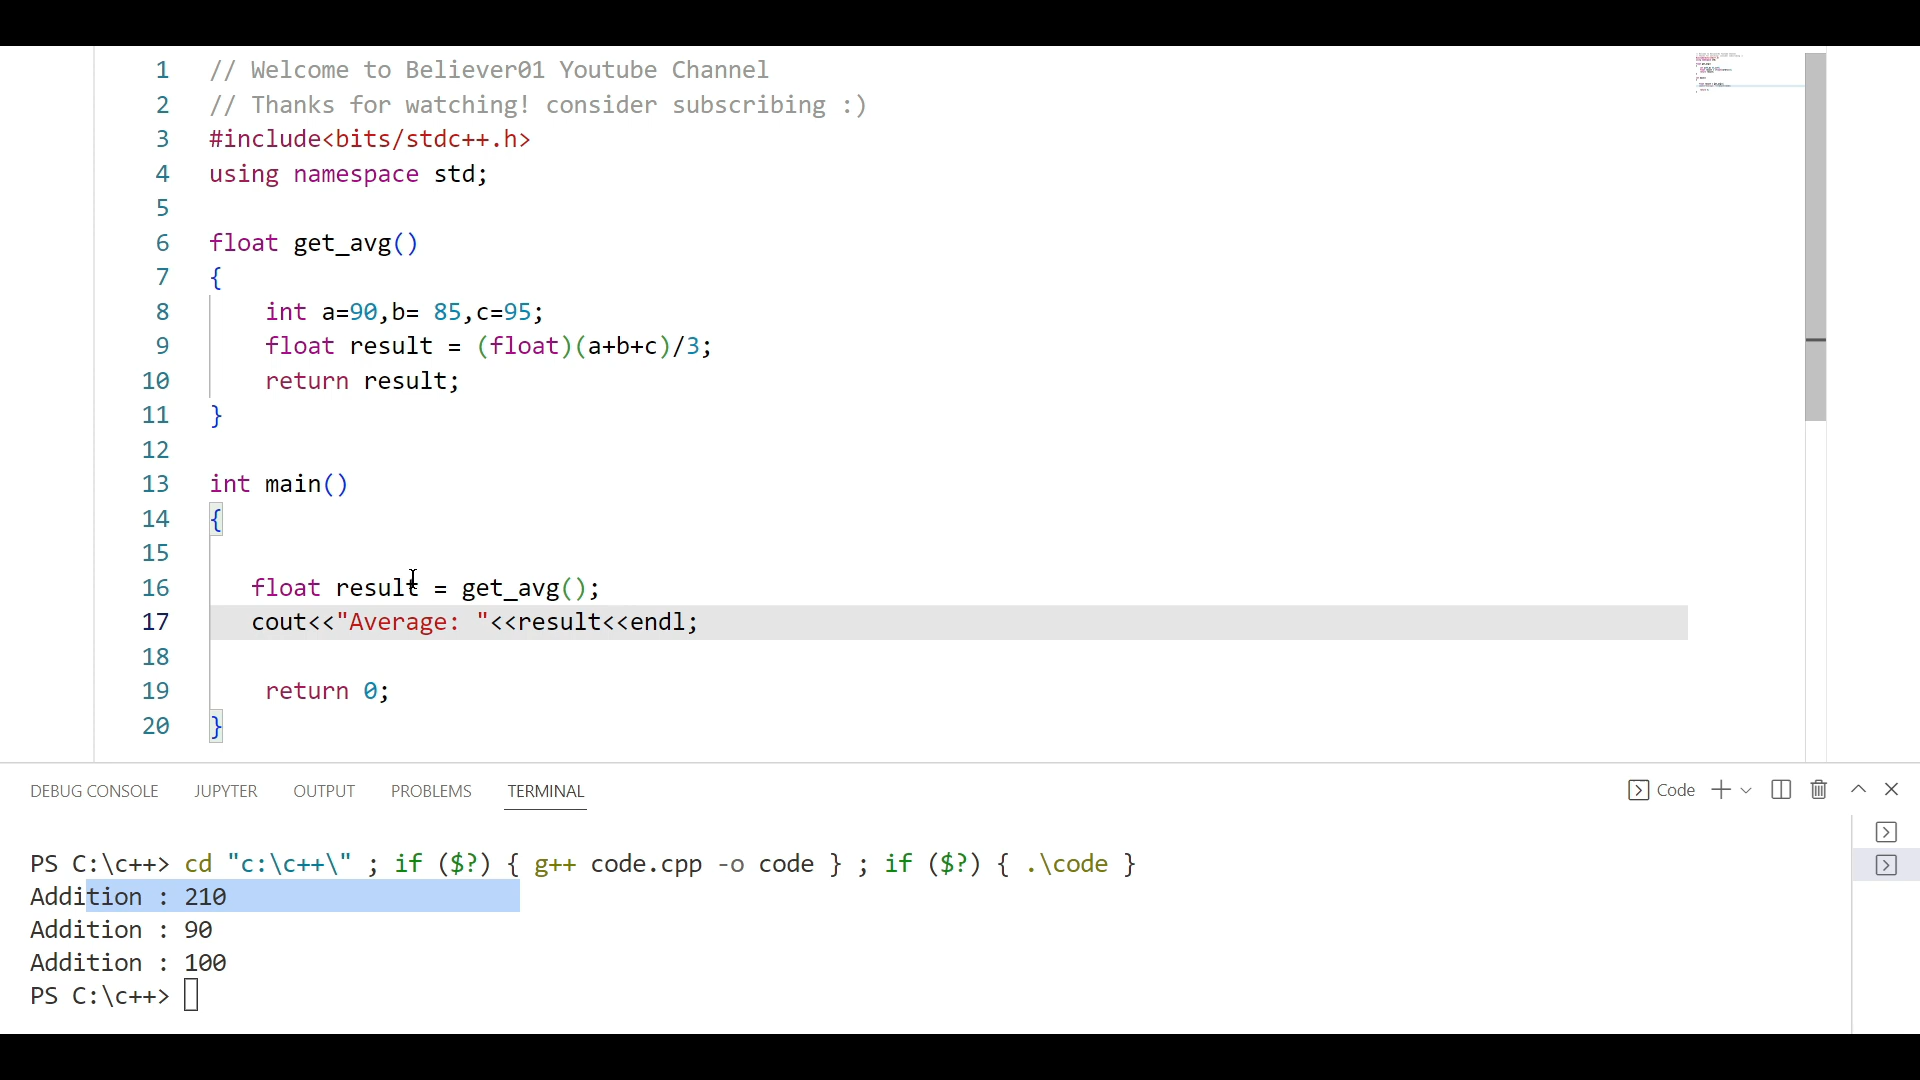 1 // Welcome to Believer01 Youtube Channel
2 // Thanks for watching! consider subscribing :)
3 #include<bits/stdc++.h>
4 using namespace std;
5
6 float get_avg()
7 {
8 int a=90,b= 85,c=95;
9 float result = (float)(a+b+c)/3;
10 return result;
11 }
12
13 int main()
14 {
15
16 float result = get_avg();
17 cout<<"Average: "<<result<<endl;
18
19 return 0;
20 }
DEBUG CONSOLE JUPYTER OUTPUT PROBLEMS TERMINAL Code
PS C:\c++> cd "c:\c++\" ; if ($?) { g++ code.cpp -o code } ; if ($?) { .\code }
Addition : 210
Addition : 90
Addition : 100
PS C:\c++>